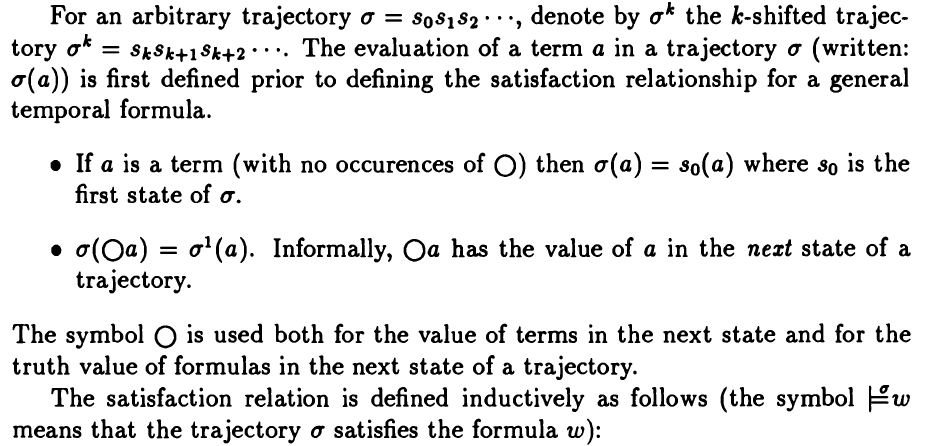 For an arbitrary trajectory σ = s₀s₁s₂ ⋯, denote by σᵏ the k-shifted trajec-
tory σᵏ = sₖsₖ₊₁sₖ₊₂ ⋯. The evaluation of a term a in a trajectory σ (written:
σ(a)) is first defined prior to defining the satisfaction relationship for a general
temporal formula.
• If a is a term (with no occurences of ○) then σ(a) = s₀(a) where s₀ is the
first state of σ.
• σ(○a) = σ¹(a). Informally, ○a has the value of a in the next state of a
trajectory.
The symbol ○ is used both for the value of terms in the next state and for the
truth value of formulas in the next state of a trajectory.
The satisfaction relation is defined inductively as follows (the symbol ⊨^σ w
means that the trajectory σ satisfies the formula w):